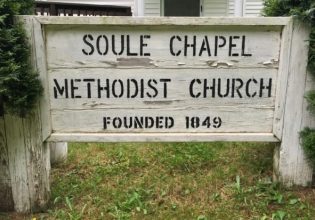 SOULE CHAPEL
METHODIST CHURCH
FOUNDED 1849